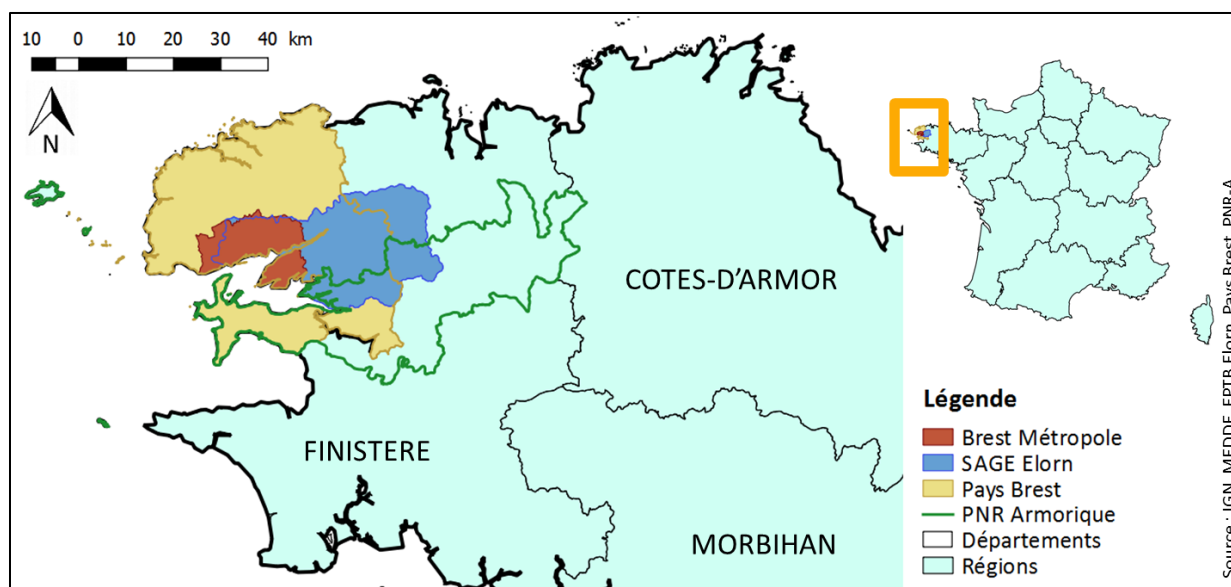 10 0 10 20 30 40 km
N
COTES-D’ARMOR
FINISTERE
MORBIHAN
Légende
Brest Métropole
SAGE Elorn
Pays Brest
PNR Armorique
Départements
Régions
Source : IGN, MEDDE, EPTB Elorn, Pays Brest, PNR-A